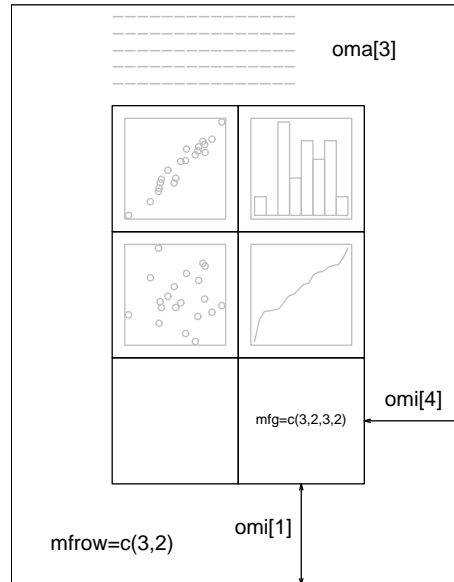 oma[3]
mfg=c(3,2,3,2)
omi[4]
omi[1]
mfrow=c(3,2)